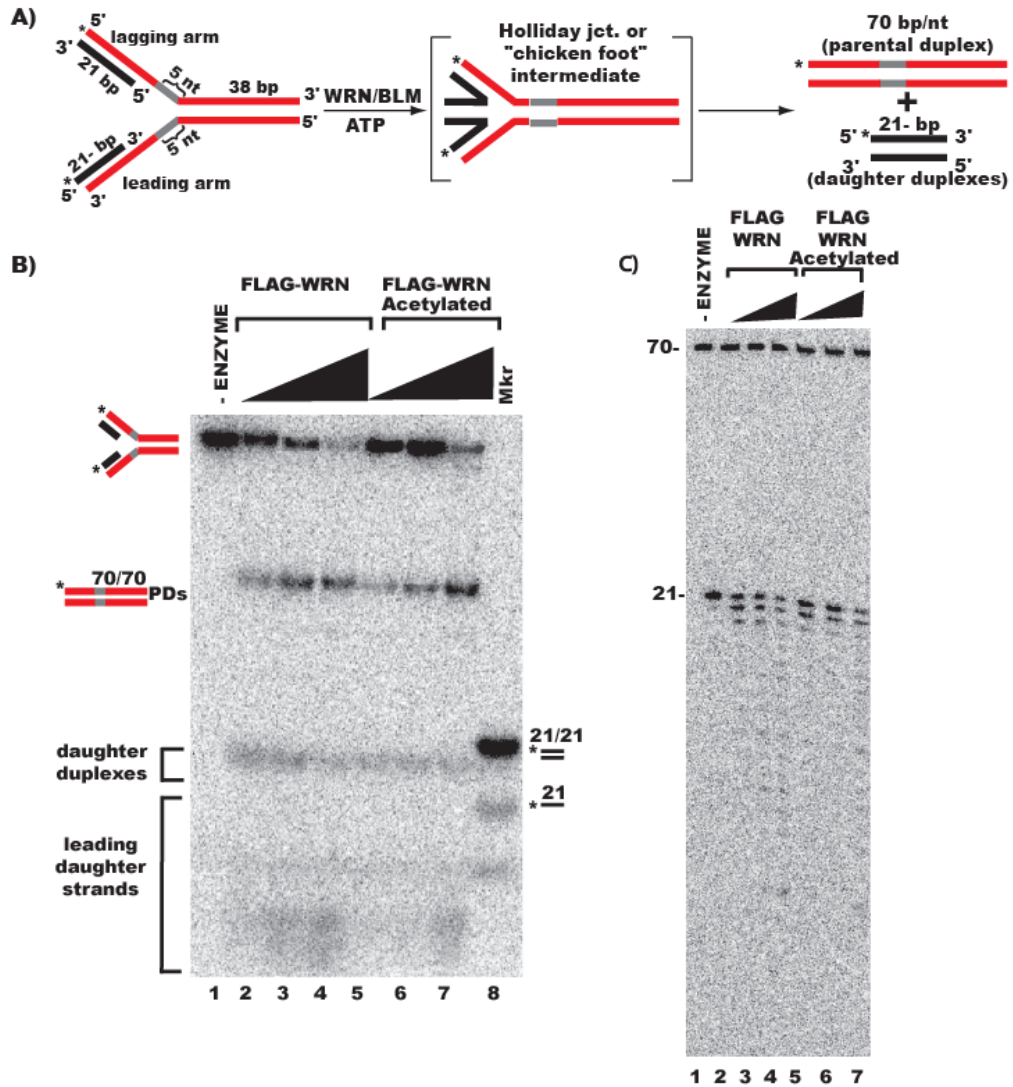 A)
* 5'
lagging arm
3'
21 bp
5'
5 nt
38 bp
3'
5'
5 nt
21- bp
3'
*
5'
3'
leading arm
WRN/BLM
ATP
Holliday jct. or
"chicken foot"
intermediate
*
*
70 bp/nt
(parental duplex)
*
+
21- bp
5' * 3'
3' 5'
(daughter duplexes)
B)
- ENZYME
FLAG-WRN
FLAG-WRN
Acetylated
Mkr
*
*
70/70
* PDs
daughter
duplexes
leading
daughter
strands
21/21
*
21
*
1 2 3 4 5 6 7 8
C)
- ENZYME
FLAG
WRN
FLAG
WRN
Acetylated
70-
21-
1 2 3 4 5 6 7